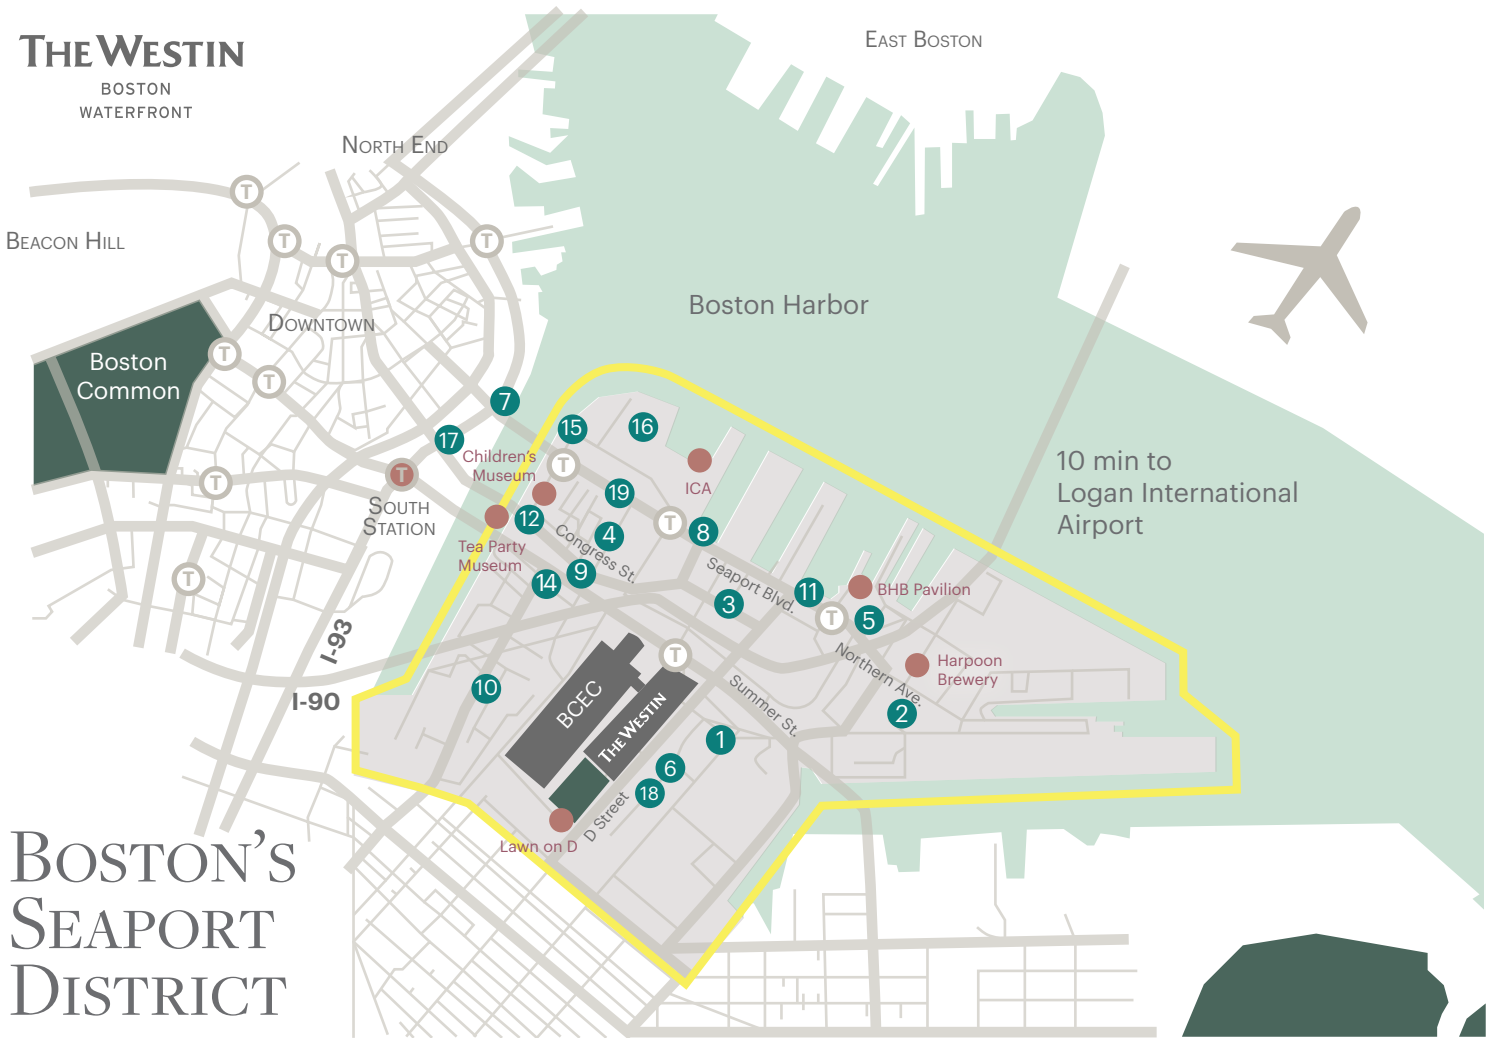 THE WESTIN
BOSTON
WATERFRONT
EAST BOSTON
NORTH END
T
T
T
T
BEACON HILL
Boston Harbor
DOWNTOWN
T
T
Boston
Common
7
15
16
17
Children's
Museum
T
ICA
10 min to
Logan International
Airport
T
T
19
SOUTH
STATION
12
T
8
4
Congress St.
Tea Party
Museum
T
14
9
Seaport Blvd.
11
BHB Pavilion
3
T
5
I-93
T
Northern Ave.
Harpoon
Brewery
10
I-90
BCEC
THE WESTIN
Summer St.
2
1
6
18
D Street
Lawn on D
BOSTON'S
SEAPORT
DISTRICT